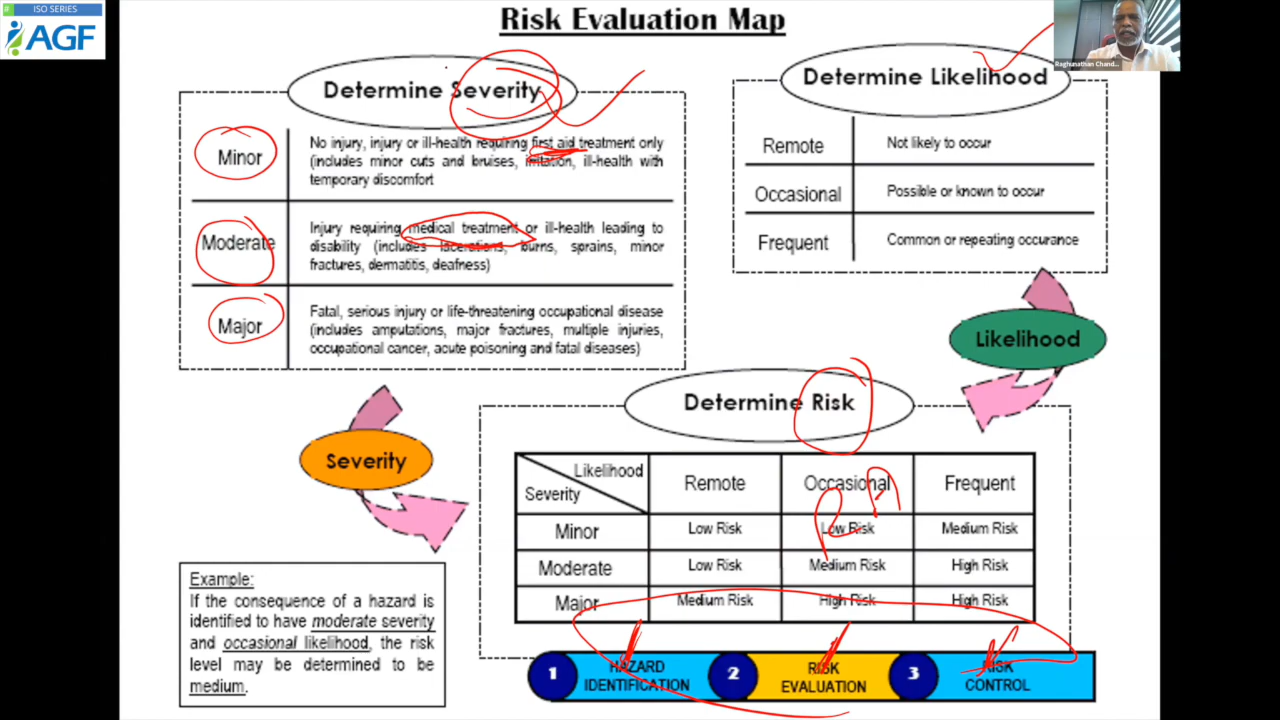 # ISO SERIES
AGF
Risk Evaluation Map
Raghunathan Chand...
Determine Severity
Minor
No injury, injury or ill-health requiring first aid treatment only
(includes minor cuts and bruises, irritation, ill-health with
temporary discomfort
Moderate
Injury requiring medical treatment or ill-health leading to
disability (includes lacerations, burns, sprains, minor
fractures, dermatitis, deafness)
Major
Fatal, serious injury or life-threatening occupational disease
(includes amputations, major fractures, multiple injuries,
occupational cancer, acute poisoning and fatal diseases)
Determine Likelihood
Remote
Not likely to occur
Occasional
Possible or known to occur
Frequent
Common or repeating occurance
Likelihood
Severity
Determine Risk
Likelihood
Severity
Remote
Occasional
Frequent
RA
Minor
Low Risk
Low Risk
Medium Risk
Moderate
Low Risk
Medium Risk
High Risk
Major
Medium Risk
High Risk
High Risk
Example:
If the consequence of a hazard is
identified to have moderate severity
and occasional likelihood, the risk
level may be determined to be
medium.
1 HAZARD
IDENTIFICATION
2 RISK
EVALUATION
3 RISK
CONTROL